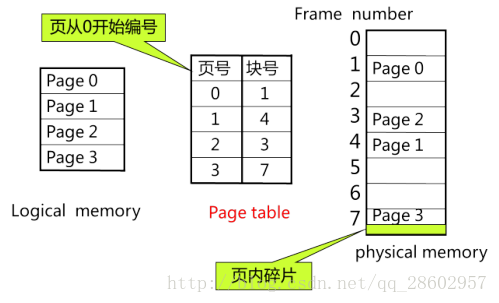 页从0开始编号
Page 0
Page 1
Page 2
Page 3
Logical memory
页号 块号
0 1
1 4
2 3
3 7
Page table
Frame number
0
1 Page 0
2
3 Page 2
4 Page 1
5
6
7 Page 3
physical memory
页内碎片
http://blog.csdn.net/qq_28602957